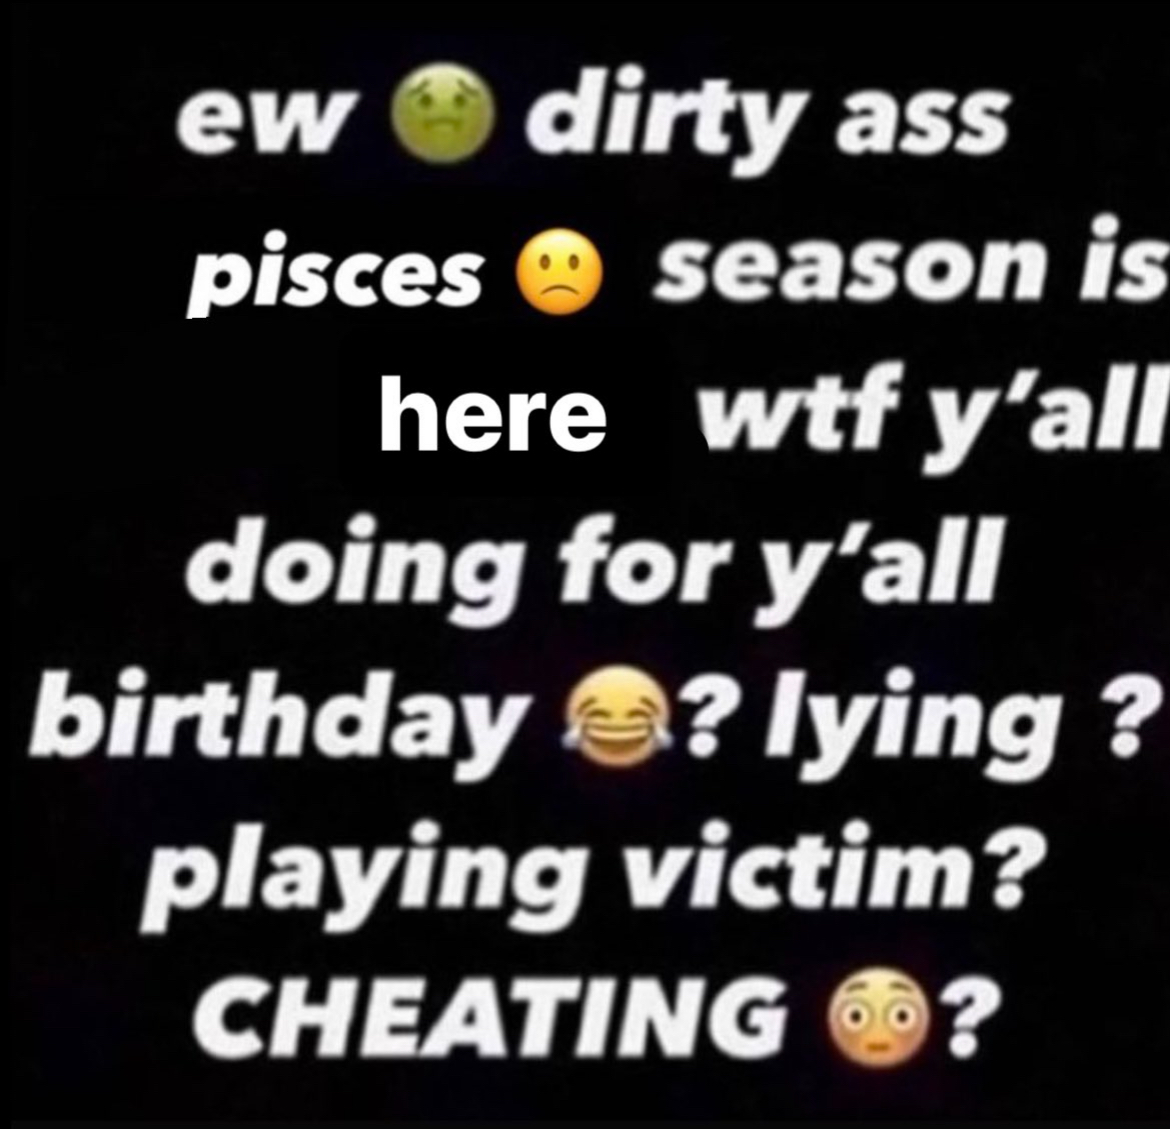 ew 🤢 dirty ass
pisces 🙁 season is
here wtf y’all
doing for y’all
birthday 😂? lying ?
playing victim?
CHEATING 😳?